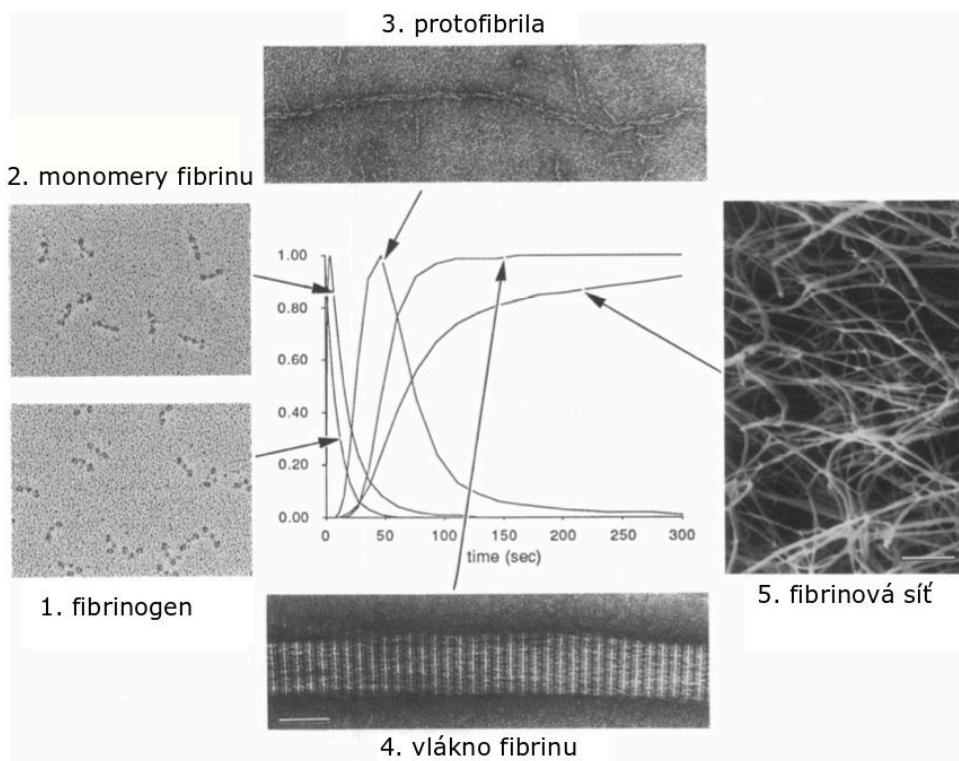 3. protofibrila
2. monomery fibrinu
1.00
0.80
0.60
0.40
0.20
0.00
0 50 100 150 200 250 300
time (sec)
1. fibrinogen
5. fibrinová síť
4. vlákno fibrinu